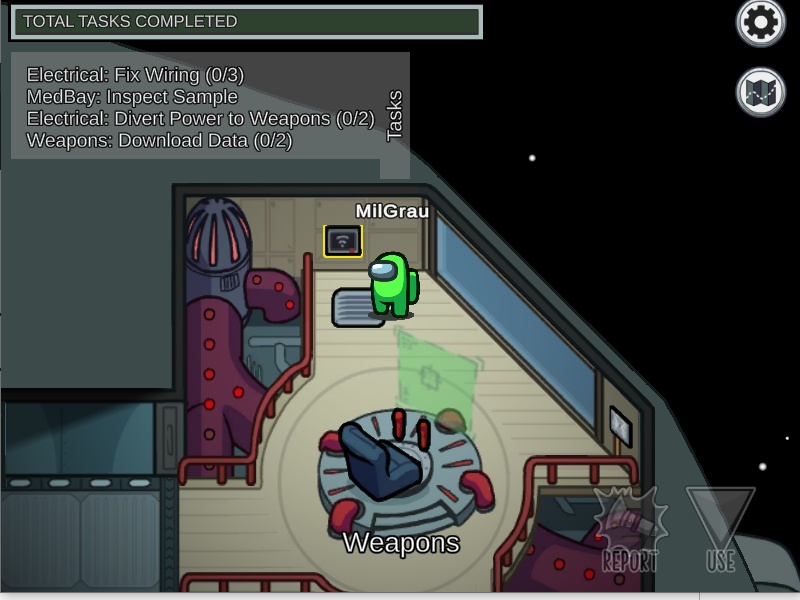 TOTAL TASKS COMPLETED
Electrical: Fix Wiring (0/3)
MedBay: Inspect Sample
Electrical: Divert Power to Weapons (0/2)
Weapons: Download Data (0/2)
Tasks
MilGrau
Weapons
REPORT
USE